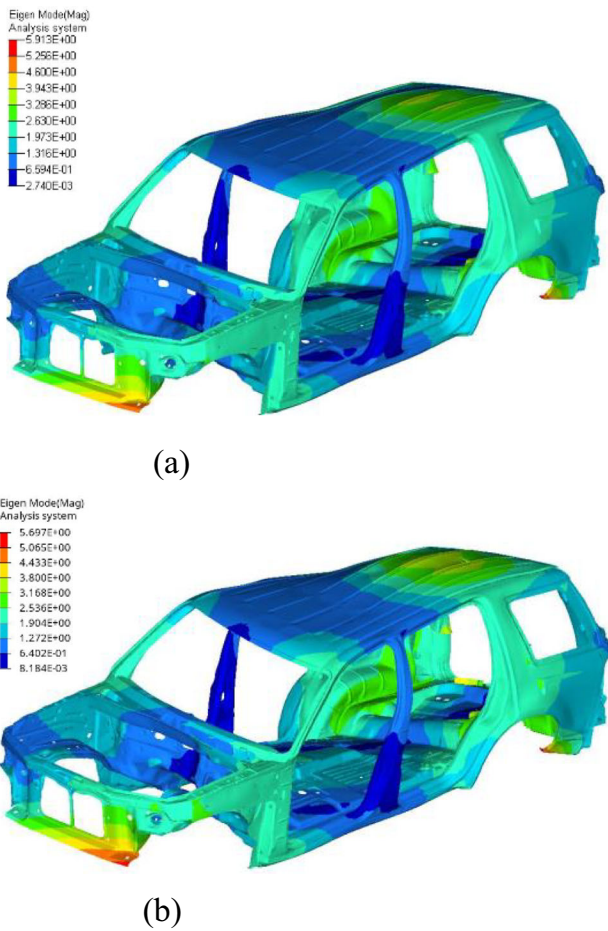 Eigen Mode(Mag)
Analysis system
5.913E+00
5.256E+00
4.600E+00
3.943E+00
3.286E+00
2.630E+00
1.973E+00
1.316E+00
6.594E-01
2.740E-03
(a)
Eigen Mode(Mag)
Analysis system
5.697E+00
5.065E+00
4.433E+00
3.800E+00
3.168E+00
2.536E+00
1.904E+00
1.272E+00
6.402E-01
8.184E-03
(b)